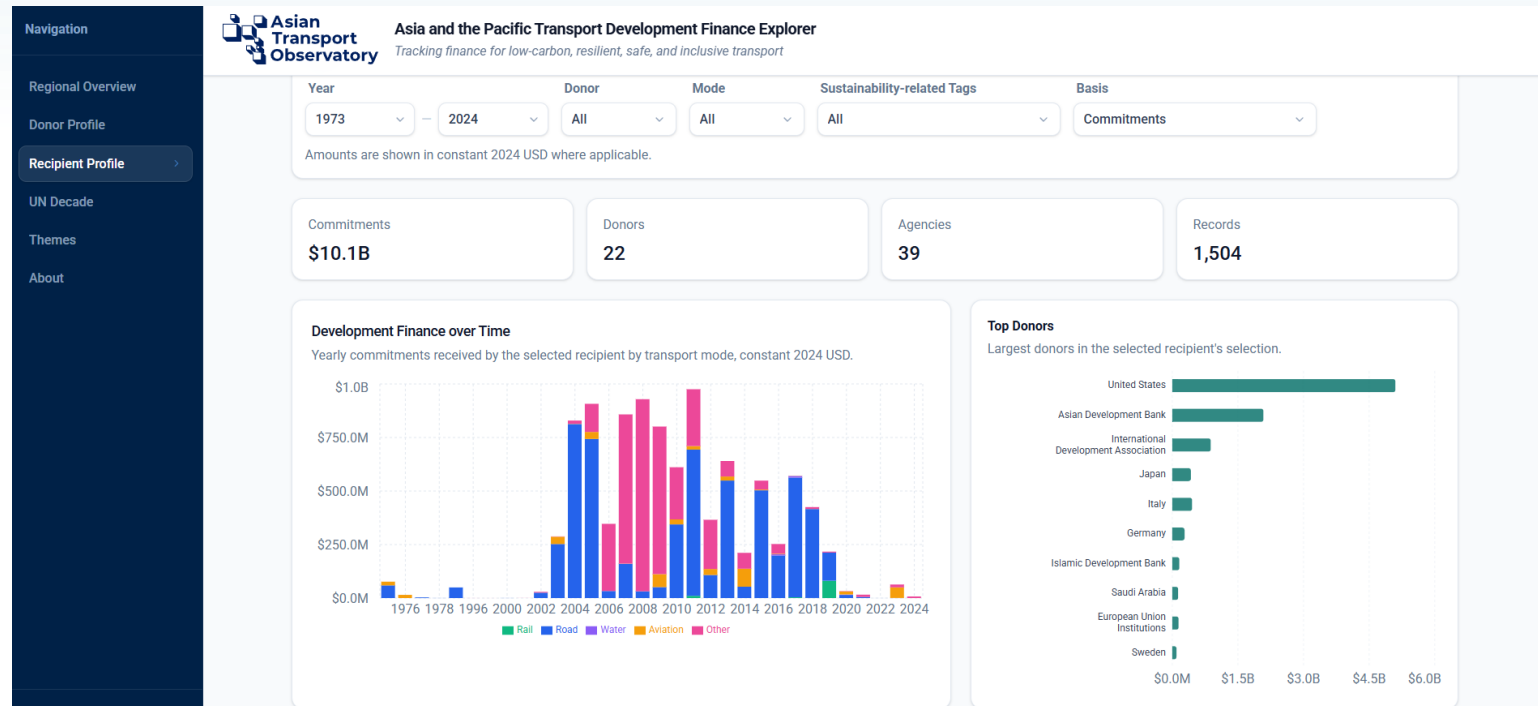 Navigation
Regional Overview
Donor Profile
Recipient Profile
UN Decade
Themes
About
Asian
Transport
Observatory
Asia and the Pacific Transport Development Finance Explorer
Tracking finance for low-carbon, resilient, safe, and inclusive transport
Year Donor Mode Sustainability-related Tags Basis
1973 – 2024 All All All Commitments
Amounts are shown in constant 2024 USD where applicable.
Commitments
$10.1B
Donors
22
Agencies
39
Records
1,504
Development Finance over Time
Yearly commitments received by the selected recipient by transport mode, constant 2024 USD.
$1.0B
$750.0M
$500.0M
$250.0M
$0.0M
1976 1978 1996 2000 2002 2004 2006 2008 2010 2012 2014 2016 2018 2020 2022 2024
Rail Road Water Aviation Other
Top Donors
Largest donors in the selected recipient's selection.
United States
Asian Development Bank
International
Development Association
Japan
Italy
Germany
Islamic Development Bank
Saudi Arabia
European Union
Institutions
Sweden
$0.0M $1.5B $3.0B $4.5B $6.0B